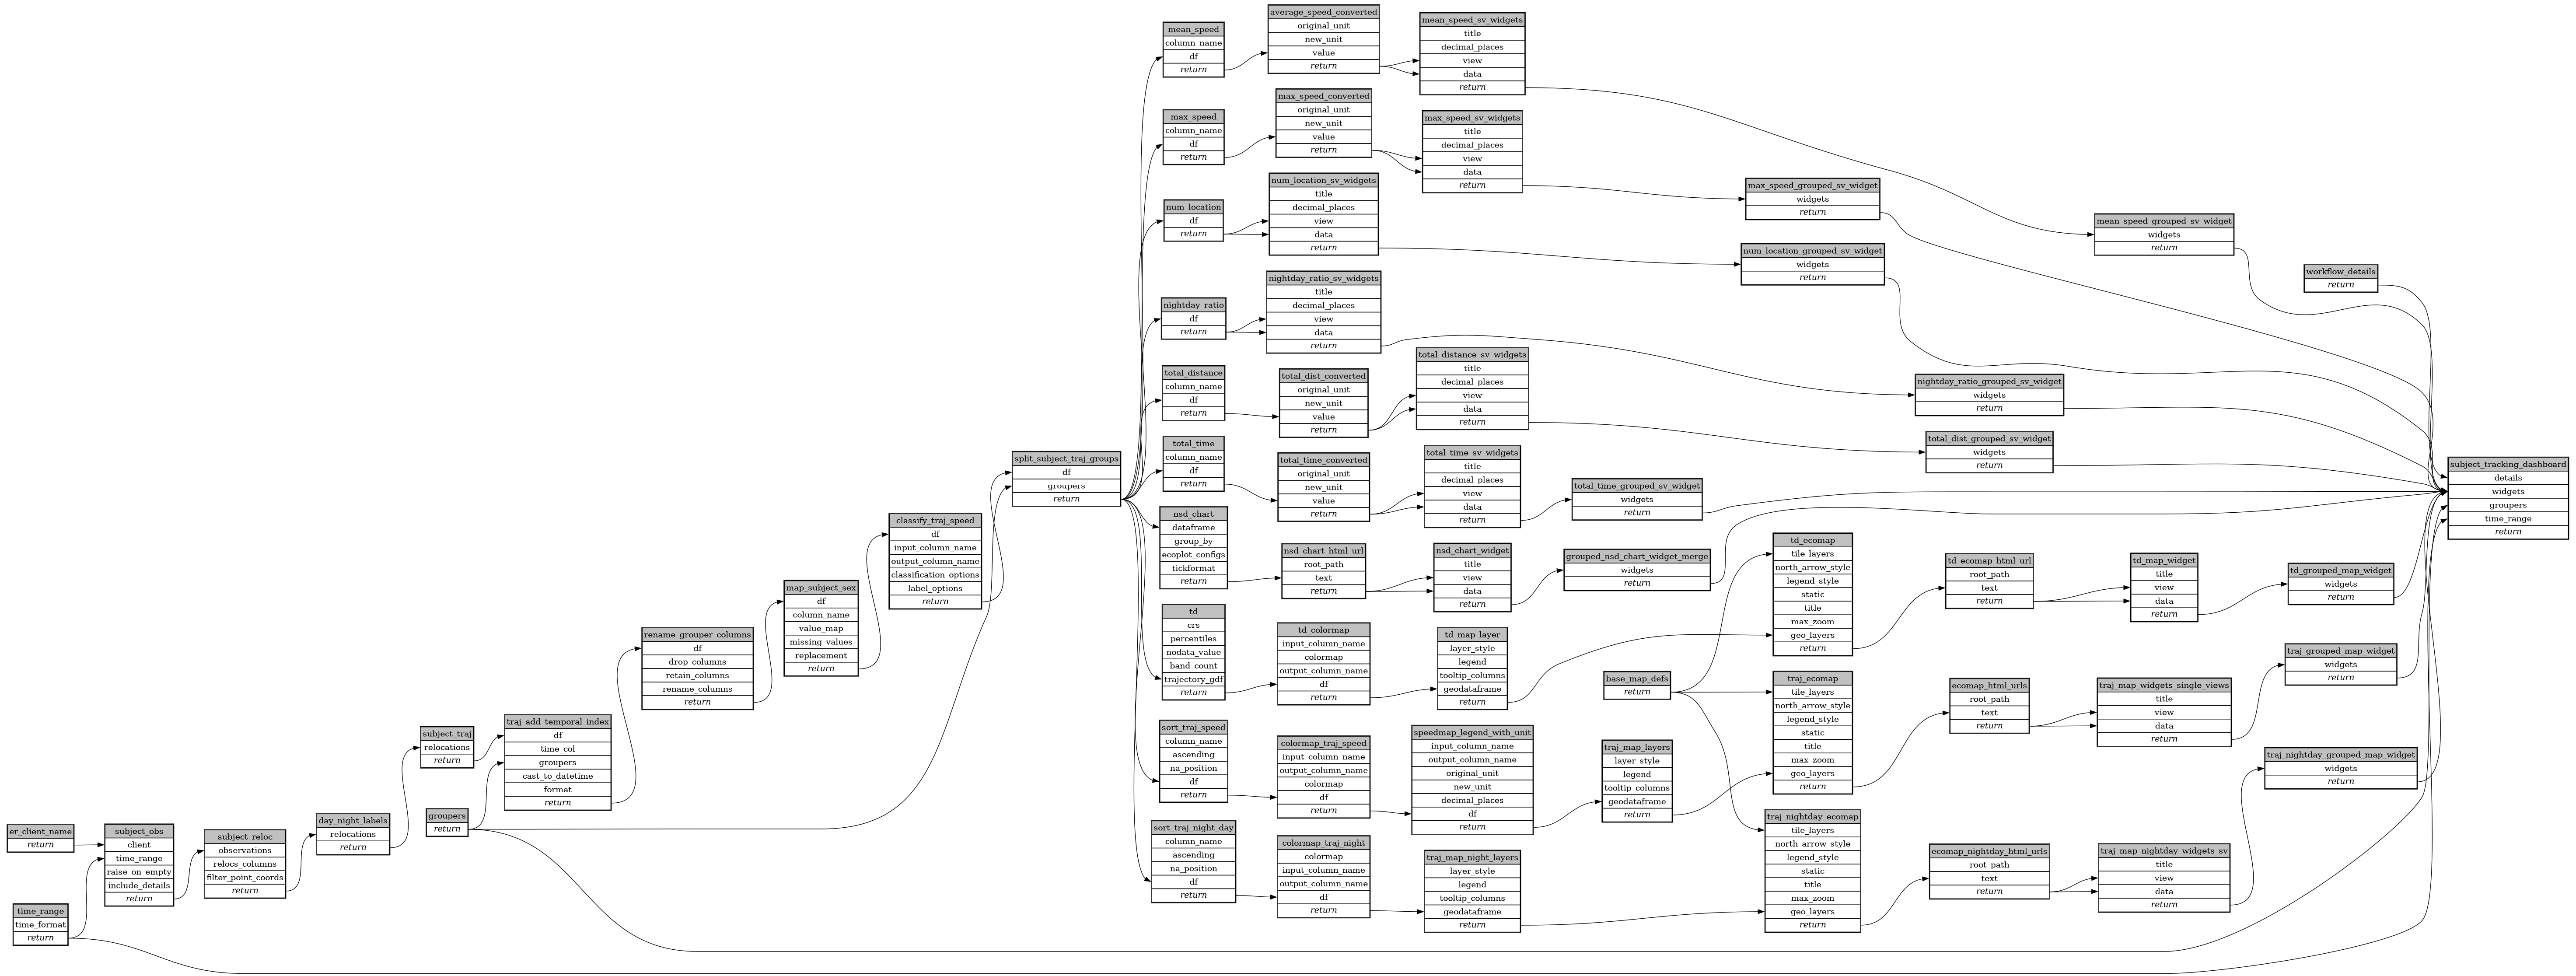 er_client_name
return
time_range
time_format
return
subject_obs
client
time_range
raise_on_empty
include_details
return
subject_reloc
observations
relocs_columns
filter_point_coords
return
day_night_labels
relocations
return
subject_traj
relocations
return
groupers
return
traj_add_temporal_index
df
time_col
groupers
cast_to_datetime
format
return
rename_grouper_columns
df
drop_columns
retain_columns
rename_columns
return
map_subject_sex
df
column_name
value_map
missing_values
replacement
return
classify_traj_speed
df
input_column_name
output_column_name
classification_options
label_options
return
split_subject_traj_groups
df
groupers
return
mean_speed
column_name
df
return
max_speed
column_name
df
return
num_location
df
return
nightday_ratio
df
return
total_distance
column_name
df
return
total_time
column_name
df
return
nsd_chart
dataframe
group_by
ecoplot_configs
tickformat
return
td
crs
percentiles
nodata_value
band_count
trajectory_gdf
return
sort_traj_speed
column_name
ascending
na_position
df
return
sort_traj_night_day
column_name
ascending
na_position
df
return
average_speed_converted
original_unit
new_unit
value
return
max_speed_converted
original_unit
new_unit
value
return
num_location_sv_widgets
title
decimal_places
view
data
return
nightday_ratio_sv_widgets
title
decimal_places
view
data
return
total_dist_converted
original_unit
new_unit
value
return
total_time_converted
original_unit
new_unit
value
return
nsd_chart_html_url
root_path
text
return
td_colormap
input_column_name
colormap
output_column_name
df
return
colormap_traj_speed
input_column_name
output_column_name
colormap
df
return
colormap_traj_night
colormap
input_column_name
output_column_name
df
return
mean_speed_sv_widgets
title
decimal_places
view
data
return
max_speed_sv_widgets
title
decimal_places
view
data
return
total_distance_sv_widgets
title
decimal_places
view
data
return
total_time_sv_widgets
title
decimal_places
view
data
return
nsd_chart_widget
title
view
data
return
td_map_layer
layer_style
legend
tooltip_columns
geodataframe
return
speedmap_legend_with_unit
input_column_name
output_column_name
original_unit
new_unit
decimal_places
df
return
traj_map_night_layers
layer_style
legend
tooltip_columns
geodataframe
return
total_time_grouped_sv_widget
widgets
return
grouped_nsd_chart_widget_merge
widgets
return
base_map_defs
return
traj_map_layers
layer_style
legend
tooltip_columns
geodataframe
return
max_speed_grouped_sv_widget
widgets
return
num_location_grouped_sv_widget
widgets
return
td_ecomap
tile_layers
north_arrow_style
legend_style
static
title
max_zoom
geo_layers
return
traj_ecomap
tile_layers
north_arrow_style
legend_style
static
title
max_zoom
geo_layers
return
traj_nightday_ecomap
tile_layers
north_arrow_style
legend_style
static
title
max_zoom
geo_layers
return
nightday_ratio_grouped_sv_widget
widgets
return
total_dist_grouped_sv_widget
widgets
return
td_ecomap_html_url
root_path
text
return
ecomap_html_urls
root_path
text
return
ecomap_nightday_html_urls
root_path
text
return
mean_speed_grouped_sv_widget
widgets
return
td_map_widget
title
view
data
return
traj_map_widgets_single_views
title
view
data
return
traj_map_nightday_widgets_sv
title
view
data
return
workflow_details
return
td_grouped_map_widget
widgets
return
traj_grouped_map_widget
widgets
return
traj_nightday_grouped_map_widget
widgets
return
subject_tracking_dashboard
details
widgets
groupers
time_range
return